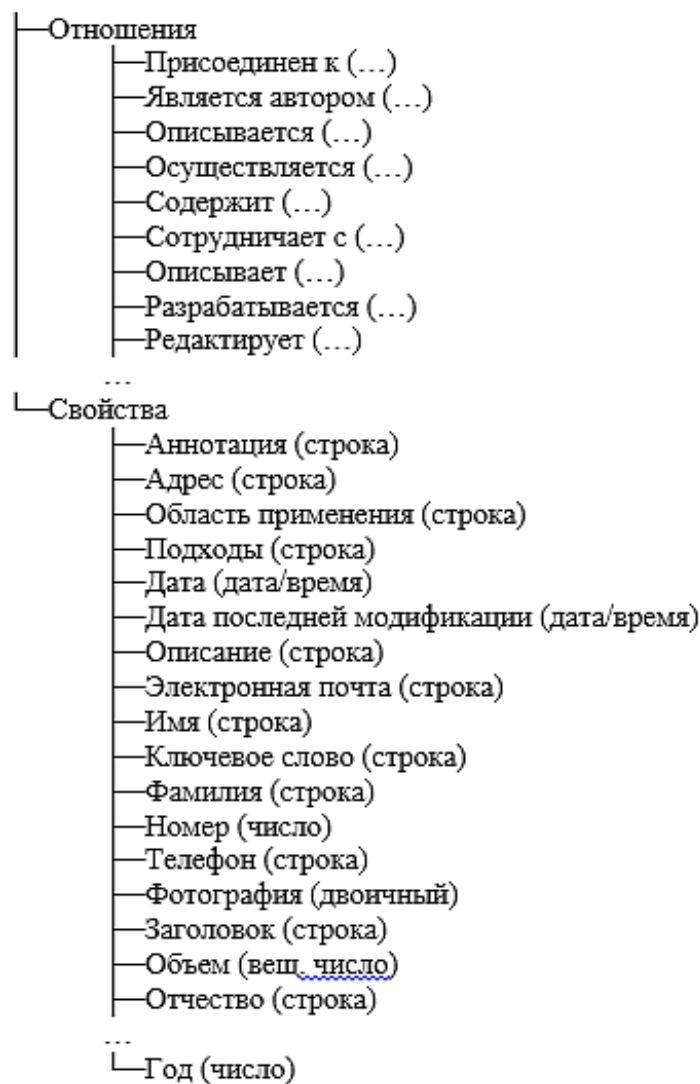 Отношения
Присоединен к (…)
Является автором (…)
Описывается (…)
Осуществляется (…)
Содержит (…)
Сотрудничает с (…)
Описывает (…)
Разрабатывается (…)
Редактирует (…)
…
Свойства
Аннотация (строка)
Адрес (строка)
Область применения (строка)
Подходы (строка)
Дата (дата/время)
Дата последней модификации (дата/время)
Описание (строка)
Электронная почта (строка)
Имя (строка)
Ключевое слово (строка)
Фамилия (строка)
Номер (число)
Телефон (строка)
Фотография (двоичный)
Заголовок (строка)
Объем (вещ. число)
Отчество (строка)
…
Год (число)